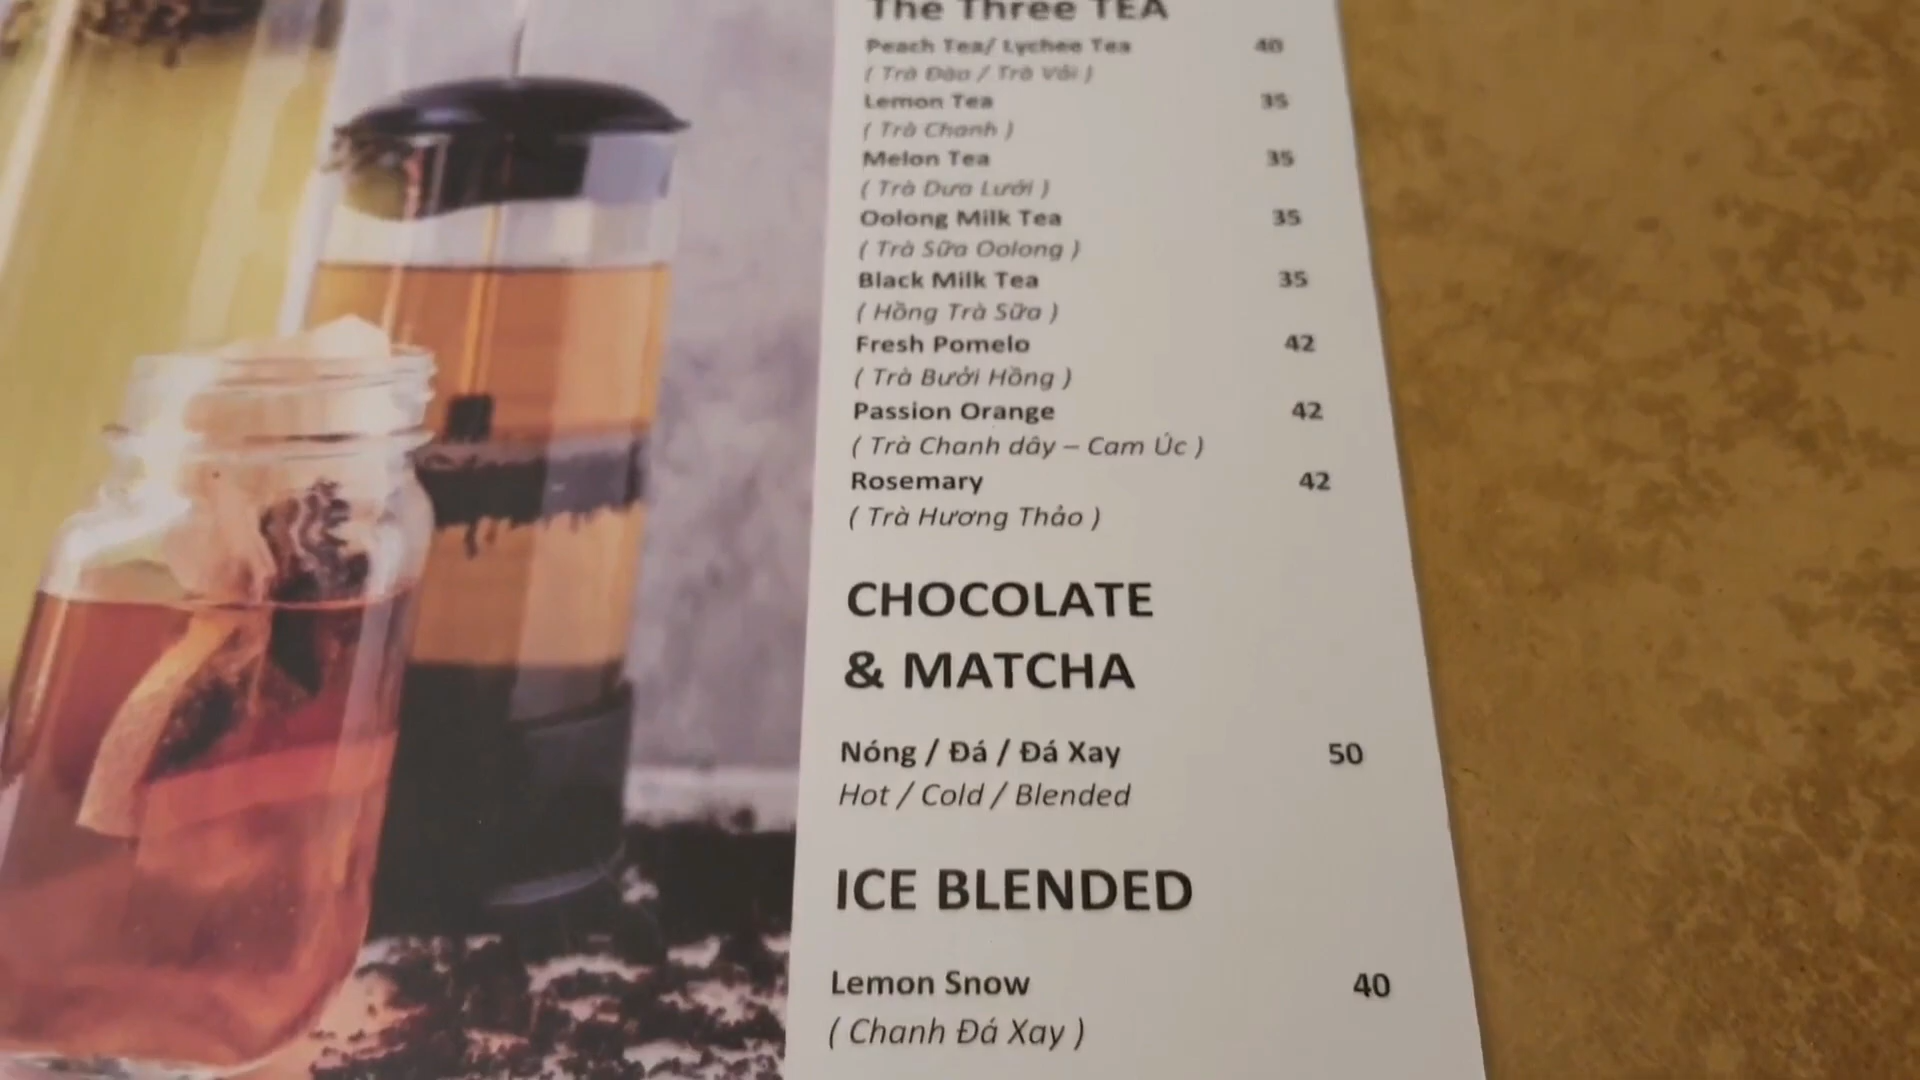 The Three TEA
Peach Tea/ Lychee Tea 40
( Trà Đào / Trà Vải )
Lemon Tea 35
( Trà Chanh )
Melon Tea 35
( Trà Dưa Lưới )
Oolong Milk Tea 35
( Trà Sữa Oolong )
Black Milk Tea 35
( Hồng Trà Sữa )
Fresh Pomelo 42
( Trà Bưởi Hồng )
Passion Orange 42
( Trà Chanh dây – Cam Úc )
Rosemary 42
( Trà Hương Thảo )
CHOCOLATE
& MATCHA
Nóng / Đá / Đá Xay 50
Hot / Cold / Blended
ICE BLENDED
Lemon Snow 40
( Chanh Đá Xay )